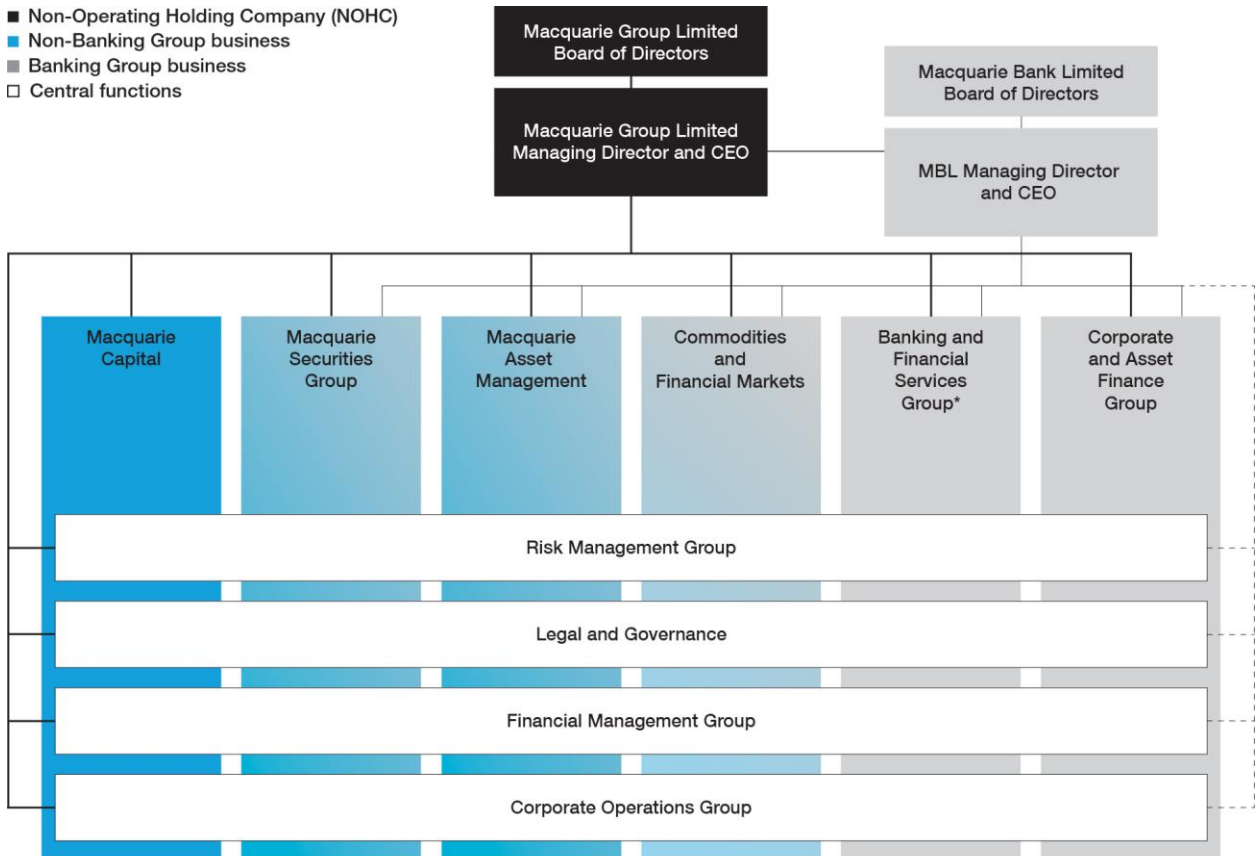 Non-Operating Holding Company (NOHC)
Non-Banking Group business
Banking Group business
Central functions
Macquarie Group Limited
Board of Directors
Macquarie Group Limited
Managing Director and CEO
Macquarie Bank Limited
Board of Directors
MBL Managing Director
and CEO
Macquarie
Capital
Macquarie
Securities
Group
Macquarie
Asset
Management
Commodities
and
Financial Markets
Banking and
Financial
Services
Group*
Corporate
and Asset
Finance
Group
Risk Management Group
Legal and Governance
Financial Management Group
Corporate Operations Group